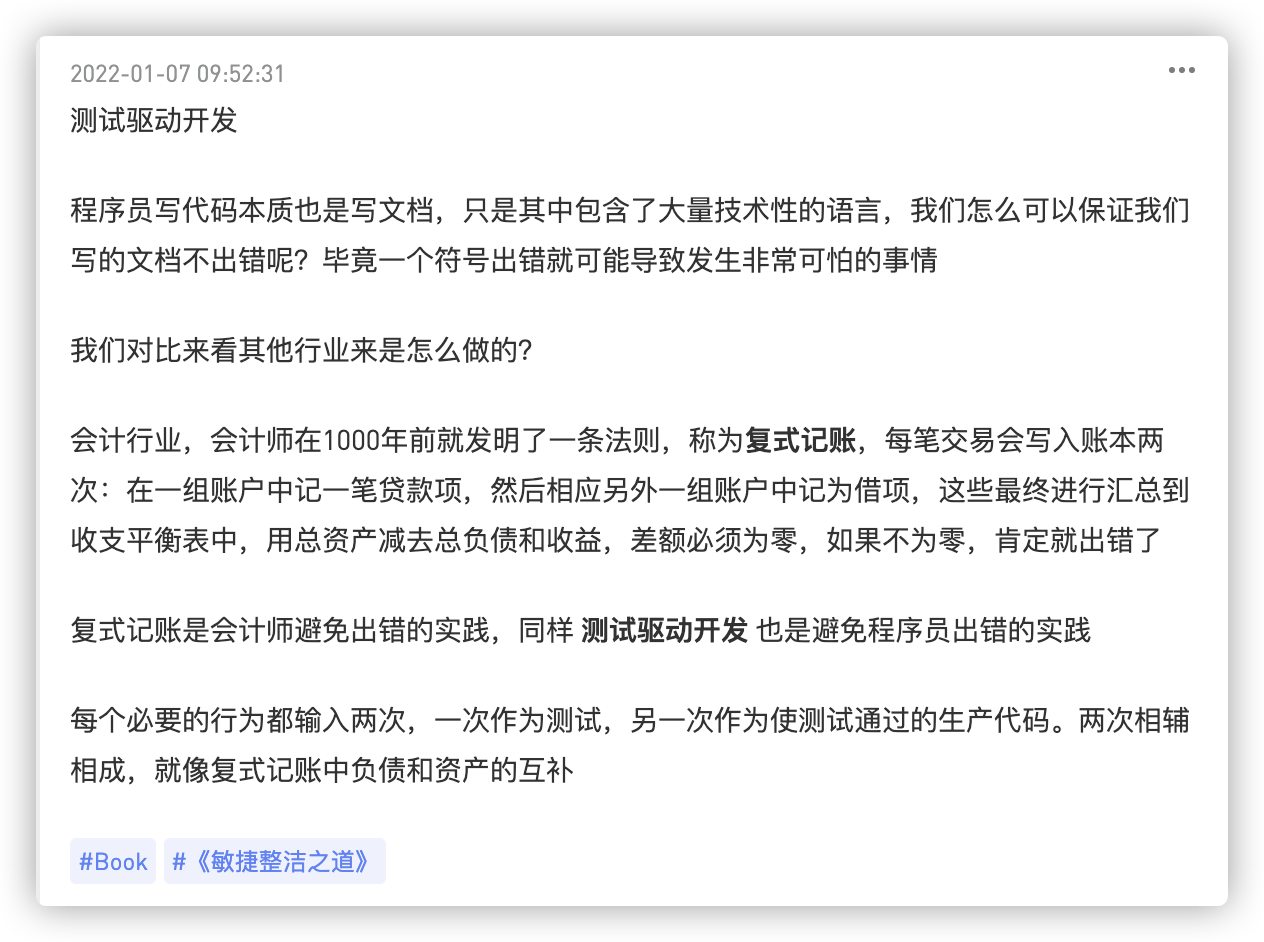 2022-01-07 09:52:31
测试驱动开发
程序员写代码本质也是写文档，只是其中包含了大量技术性的语言，我们怎么可以保证我们
写的文档不出错呢？毕竟一个符号出错就可能导致发生非常可怕的事情
我们对比来看其他行业来是怎么做的？
会计行业，会计师在1000年前就发明了一条法则，称为复式记账，每笔交易会写入账本两
次：在一组账户中记一笔贷款项，然后相应另外一组账户中记为借项，这些最终进行汇总到
收支平衡表中，用总资产减去总负债和收益，差额必须为零，如果不为零，肯定就出错了
复式记账是会计师避免出错的实践，同样 测试驱动开发 也是避免程序员出错的实践
每个必要的行为都输入两次，一次作为测试，另一次作为使测试通过的生产代码。两次相辅
相成，就像复式记账中负债和资产的互补
#Book #《敏捷整洁之道》